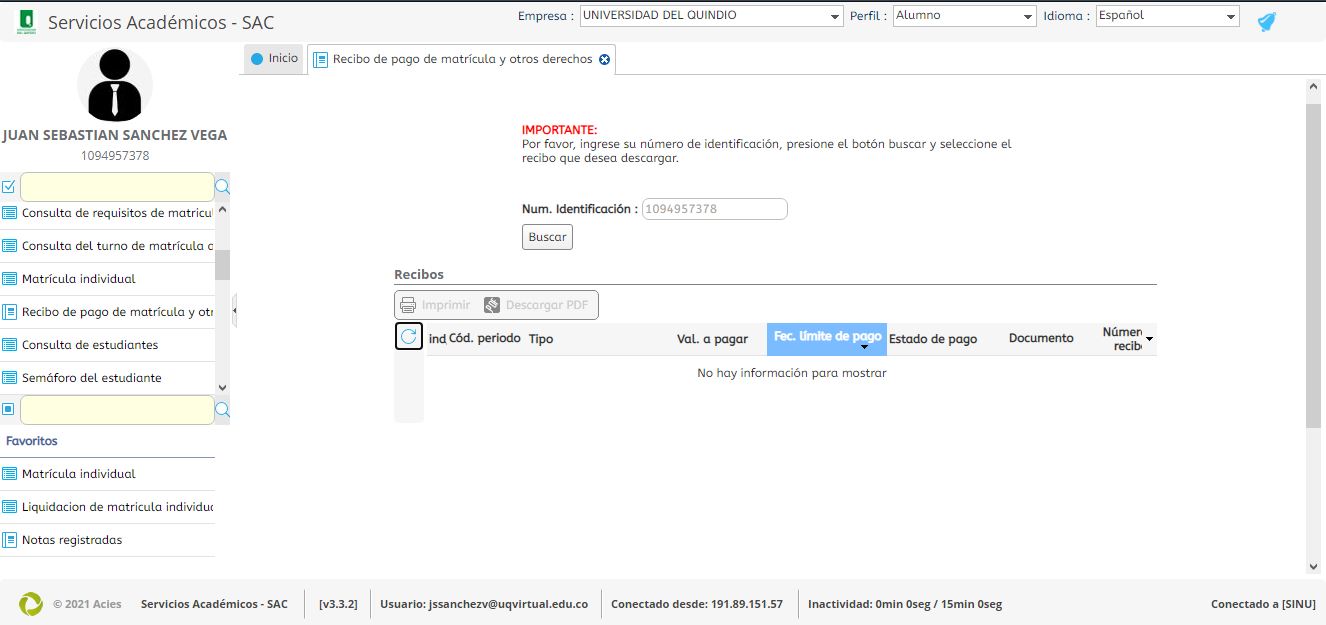 Servicios Académicos - SAC
Empresa : UNIVERSIDAD DEL QUINDIO Perfil : Alumno Idioma : Español
Inicio
Recibo de pago de matrícula y otros derechos
JUAN SEBASTIAN SANCHEZ VEGA
1094957378
Consulta de requisitos de matricul
Consulta del turno de matrícula o
Matrícula individual
Recibo de pago de matrícula y otr
Consulta de estudiantes
Semáforo del estudiante
Favoritos
Matrícula individual
Liquidacion de matricula individua
Notas registradas
IMPORTANTE:
Por favor, ingrese su número de identificación, presione el botón buscar y seleccione el
recibo que desea descargar.
Num. Identificación : 1094957378
Buscar
Recibos
Imprimir Descargar PDF
ind Cód. periodo Tipo Val. a pagar Fec. límite de pago Estado de pago Documento Númer
recib
No hay información para mostrar
© 2021 Acies Servicios Académicos - SAC [v3.3.2] Usuario: jssanchezv@uqvirtual.edu.co Conectado desde: 191.89.151.57 Inactividad: 0min 0seg / 15min 0seg Conectado a [SINU]